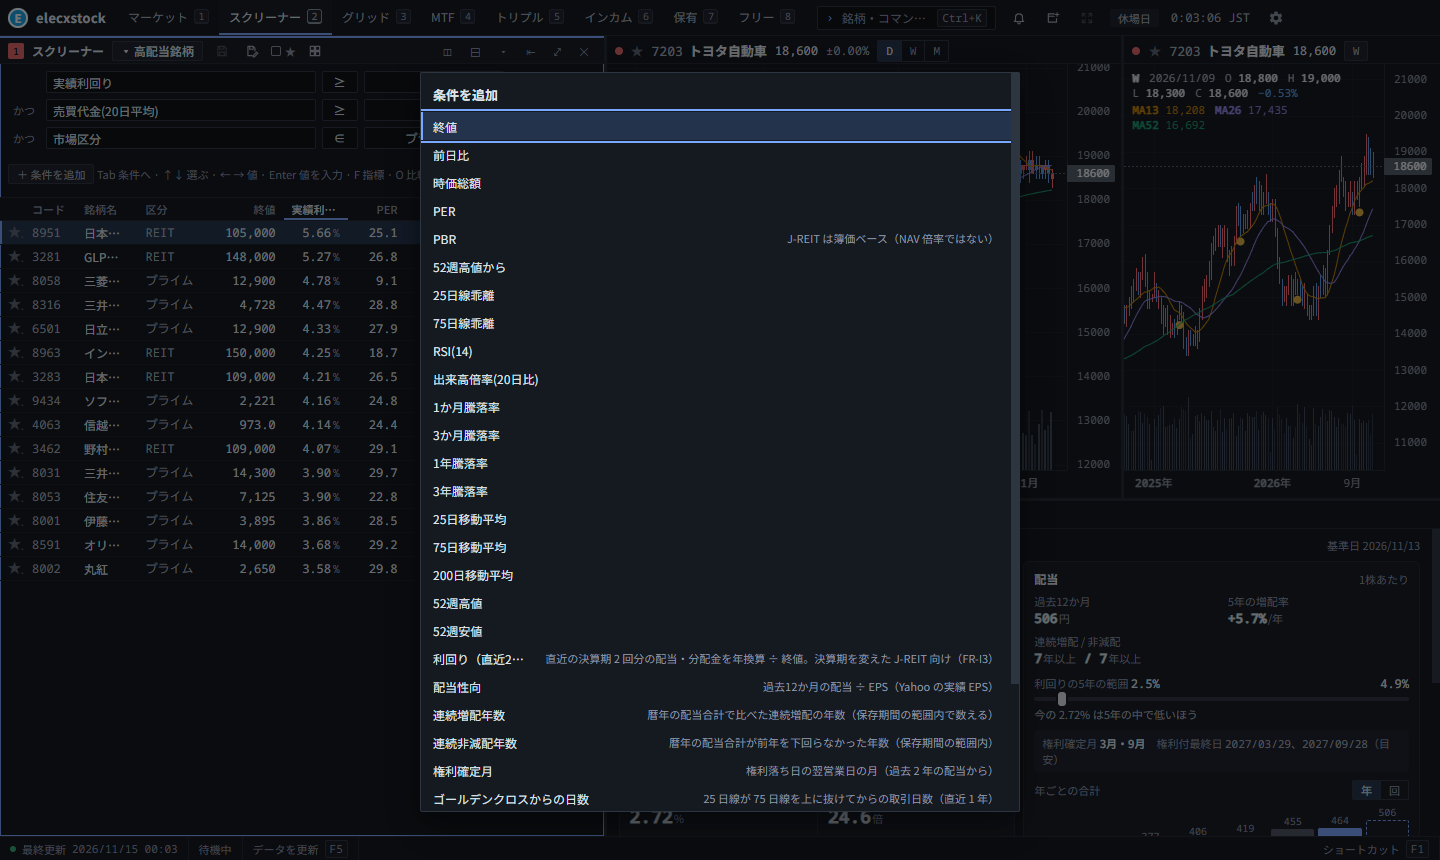 elecxstock マーケット 1 スクリーナー 2 グリッド 3 MTF 4 トリプル 5 インカム 6 保有 7 フリー 8 › 銘柄・コマン… Ctrl+K 休場日 0:03:06 JST
1 スクリーナー 高配当銘柄
7203 トヨタ自動車 18,600 ±0.00% D W M
7203 トヨタ自動車 18,600 W
実績利回り ≥
かつ 売買代金(20日平均) ≥
かつ 市場区分 ∈
＋条件を追加 Tab 条件へ・↑↓ 選ぶ・←→ 値・Enter 値を入力・F 指標・O
コード 銘柄名 区分 終値 実績利… PER
8951 日本… REIT 105,000 5.66% 25.1
3281 GLP… REIT 148,000 5.27% 26.8
8058 三菱… プライム 12,900 4.78% 9.1
8316 三井… プライム 4,728 4.47% 28.8
6501 日立… プライム 12,900 4.33% 27.9
8963 イン… REIT 150,000 4.25% 18.7
3283 日本… REIT 109,000 4.21% 26.5
9434 ソフ… プライム 2,221 4.16% 24.8
4063 信越… プライム 973.0 4.14% 24.4
3462 野村… REIT 109,000 4.07% 29.1
8031 三井… プライム 14,300 3.90% 29.7
8053 住友… プライム 7,125 3.90% 22.8
8001 伊藤… プライム 3,895 3.86% 28.5
8591 オリ… プライム 14,000 3.68% 29.2
8002 丸紅 プライム 2,650 3.58% 29.8
条件を追加
終値
前日比
時価総額
PER
PBR J-REIT は簿価ベース（NAV 倍率ではない）
52週高値から
25日線乖離
75日線乖離
RSI(14)
出来高倍率(20日比)
1か月騰落率
3か月騰落率
1年騰落率
3年騰落率
25日移動平均
75日移動平均
200日移動平均
52週高値
52週安値
利回り（直近2… 直近の決算期 2 回分の配当・分配金を年換算 ÷ 終値。決算期を変えた J-REIT 向け（FR-I3）
配当性向 過去12か月の配当 ÷ EPS（Yahoo の実績 EPS）
連続増配年数 暦年の配当合計で比べた連続増配の年数（保存期間の範囲内で数える）
連続非減配年数 暦年の配当合計が前年を下回らなかった年数（保存期間の範囲内）
権利確定月 権利落ち日の翌営業日の月（過去 2 年の配当から）
ゴールデンクロスからの日数 25 日線が 75 日線を上に抜けてからの取引日数（直近 1 年）
21000
20000
19000
18600
18000
17000
16000
15000
14000
13000
12000
1月
W 2026/11/09 O 18,800 H 19,000
L 18,300 C 18,600 −0.53%
MA13 18,208 MA26 17,435
MA52 16,692
21000
20000
19000
18600
18000
17000
16000
15000
14000
13000
12000
11000
2025年 2026年 9月
基準日 2026/11/13
配当 1株あたり
過去12か月 5年の増配率
506円 +5.7%/年
連続増配 / 非減配
7年以上 / 7年以上
利回りの5年の範囲 2.5% 4.9%
今の 2.72% は5年の中で低いほう
権利確定月 3月・9月 権利付最終日 2027/03/29、2027/09/28（目安）
年ごとの合計 年 回
406 419 455 464 506
2.72% 24.6倍
最終更新 2026/11/15 00:03 待機中 データを更新 F5 ショートカット F1